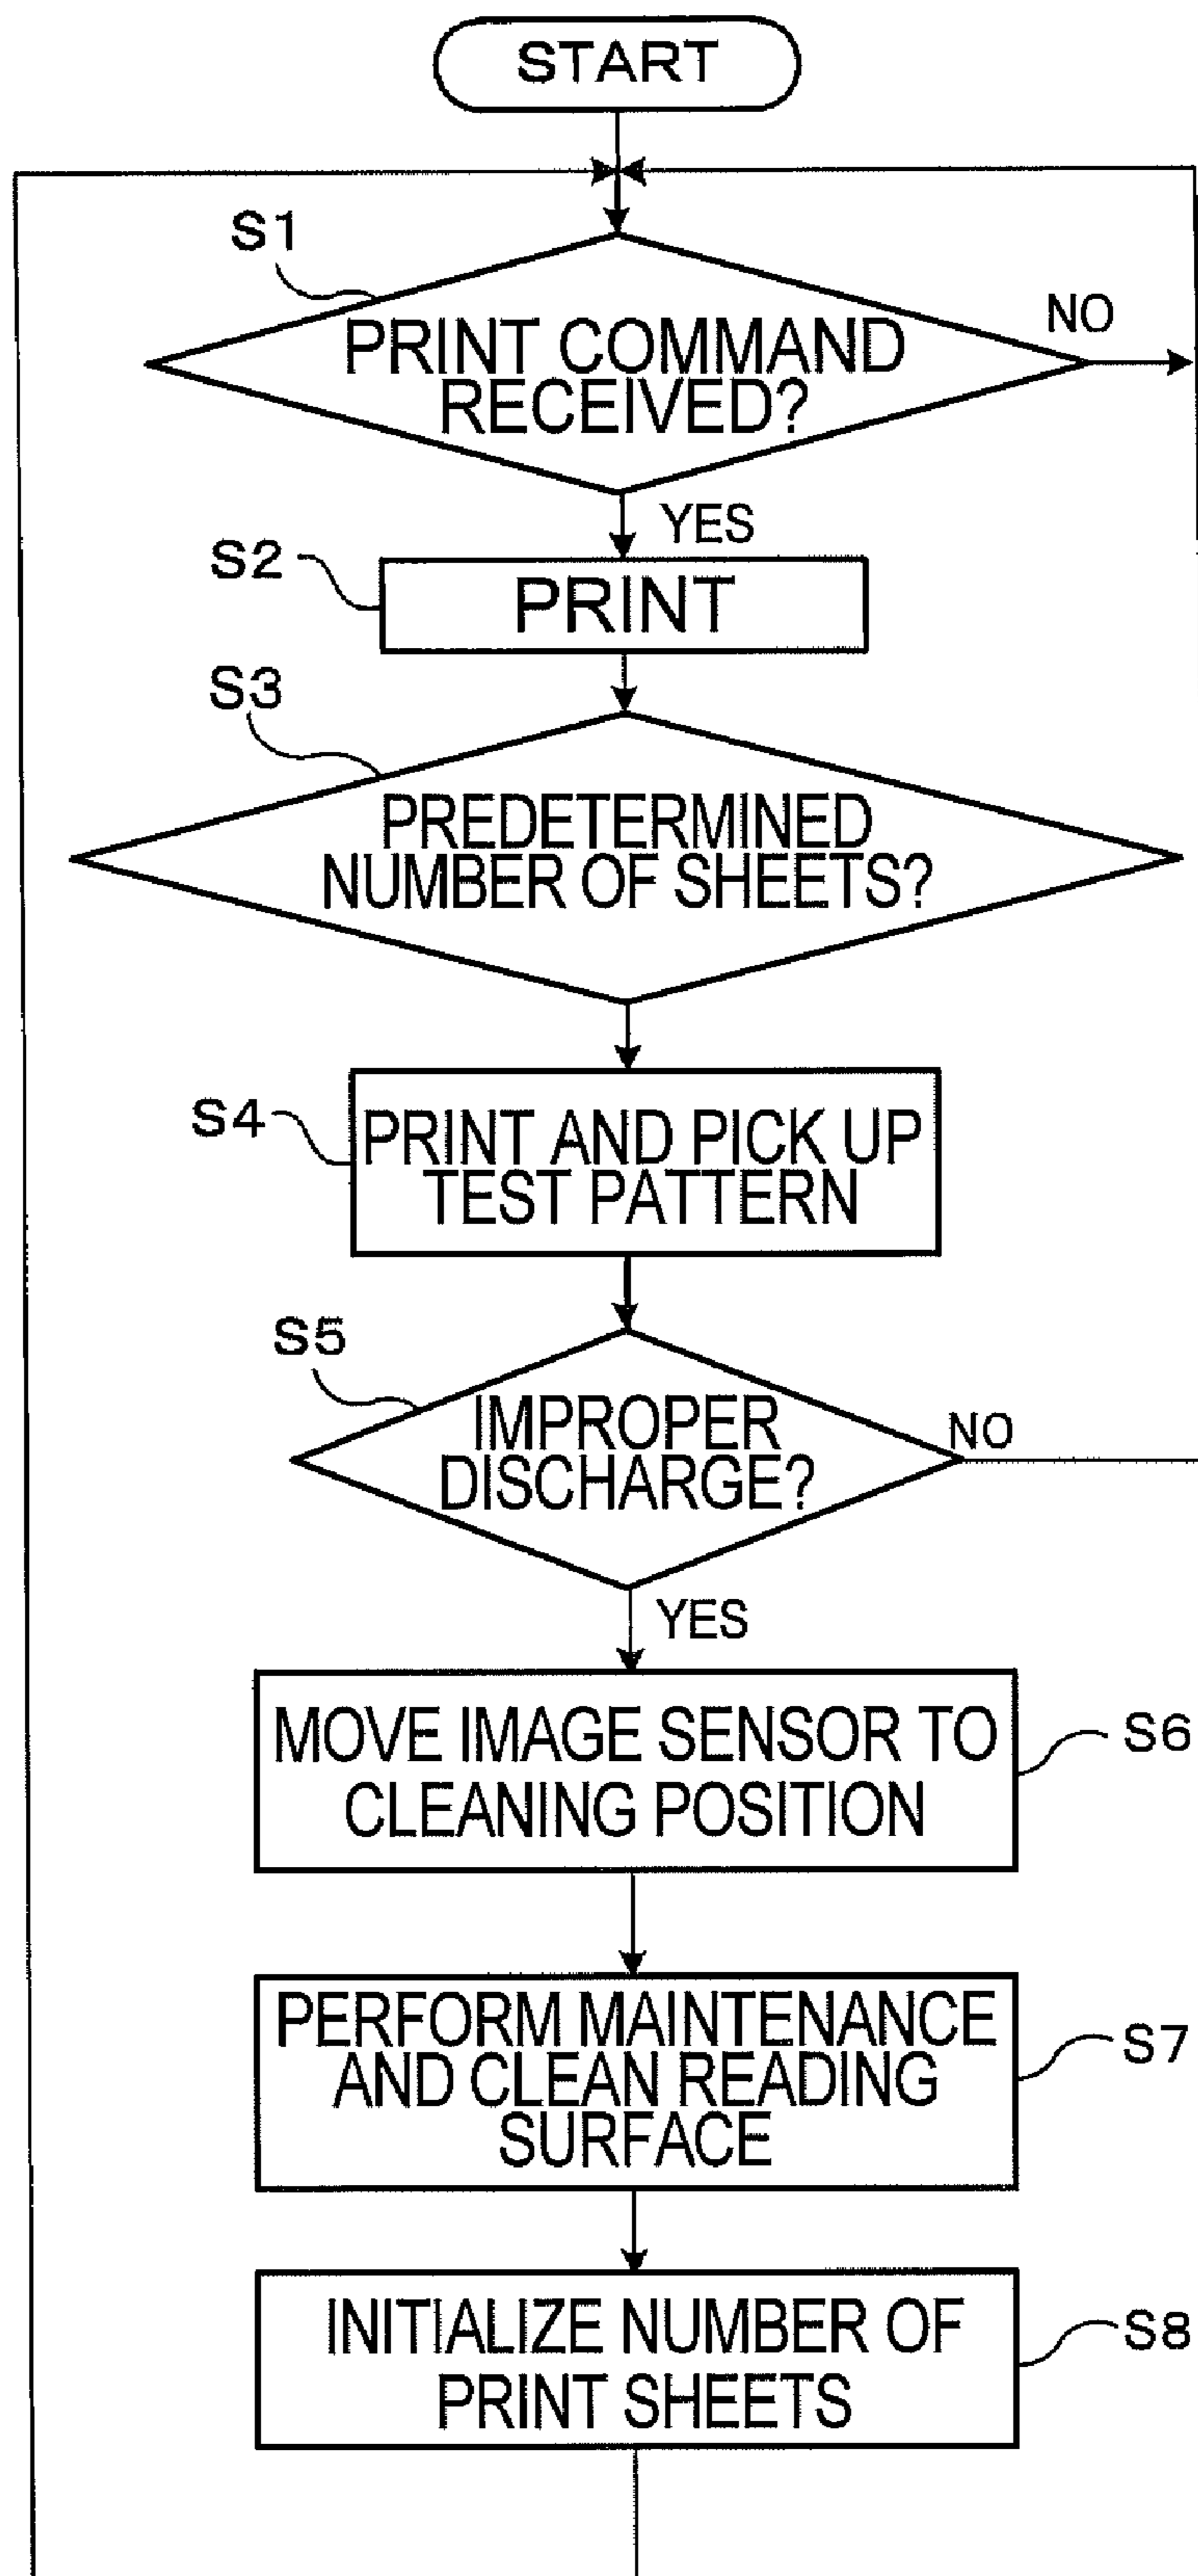 START
S1
NO
PRINT COMMAND
RECEIVED?
YES
S2
PRINT
S3
PREDETERMINED
NUMBER OF SHEETS?
S4
PRINT AND PICK UP
TEST PATTERN
S5
IMPROPER
DISCHARGE?
NO
YES
MOVE IMAGE SENSOR TO
CLEANING POSITION
S6
PERFORM MAINTENANCE
AND CLEAN READING
SURFACE
S7
INITIALIZE NUMBER OF
PRINT SHEETS
S8